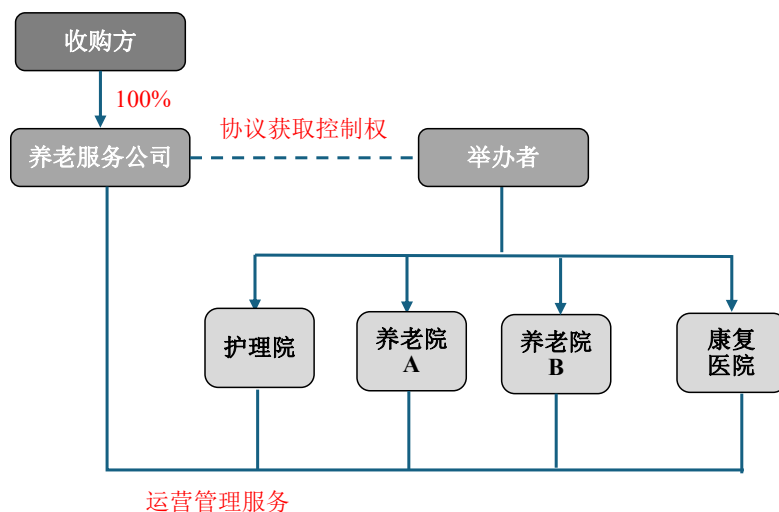 收购方
100%
协议获取控制权
养老服务公司
举办者
护理院
养老院
A
养老院
B
康复
医院
运营管理服务